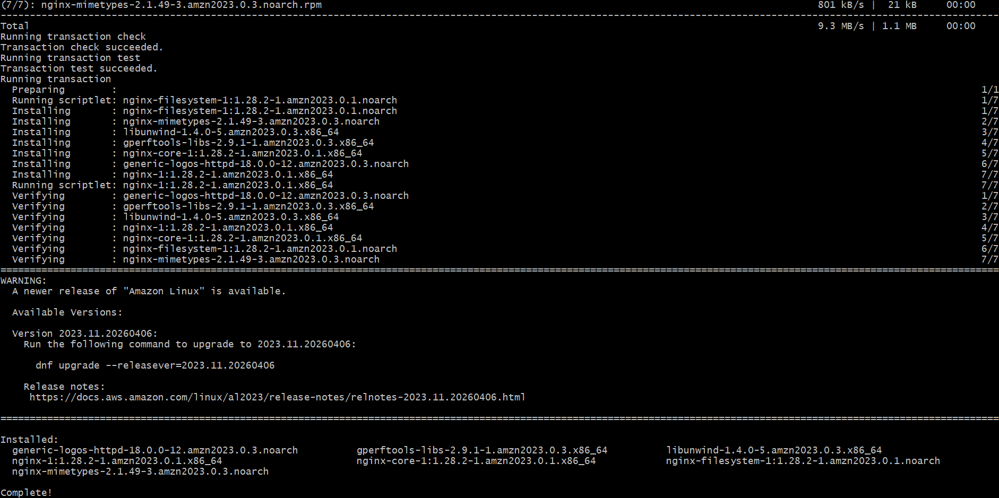 (7/7): nginx-mimetypes-2.1.49-3.amzn2023.0.3.noarch.rpm 801 kB/s | 21 kB 00:00
--------------------------------------------------------------------------------
Total 9.3 MB/s | 1.1 MB 00:00
Running transaction check
Transaction check succeeded.
Running transaction test
Transaction test succeeded.
Running transaction
Preparing : 1/1
Running scriptlet: nginx-filesystem-1:1.28.2-1.amzn2023.0.1.noarch 1/7
Installing : nginx-filesystem-1:1.28.2-1.amzn2023.0.1.noarch 1/7
Installing : nginx-mimetypes-2.1.49-3.amzn2023.0.3.noarch 2/7
Installing : libunwind-1.4.0-5.amzn2023.0.3.x86_64 3/7
Installing : gperftools-libs-2.9.1-1.amzn2023.0.3.x86_64 4/7
Installing : nginx-core-1:1.28.2-1.amzn2023.0.1.x86_64 5/7
Installing : generic-logos-httpd-18.0.0-12.amzn2023.0.3.noarch 6/7
Installing : nginx-1:1.28.2-1.amzn2023.0.1.x86_64 7/7
Running scriptlet: nginx-1:1.28.2-1.amzn2023.0.1.x86_64 7/7
Verifying : generic-logos-httpd-18.0.0-12.amzn2023.0.3.noarch 1/7
Verifying : gperftools-libs-2.9.1-1.amzn2023.0.3.x86_64 2/7
Verifying : libunwind-1.4.0-5.amzn2023.0.3.x86_64 3/7
Verifying : nginx-1:1.28.2-1.amzn2023.0.1.x86_64 4/7
Verifying : nginx-core-1:1.28.2-1.amzn2023.0.1.x86_64 5/7
Verifying : nginx-filesystem-1:1.28.2-1.amzn2023.0.1.noarch 6/7
Verifying : nginx-mimetypes-2.1.49-3.amzn2023.0.3.noarch 7/7
================================================================================
WARNING:
A newer release of "Amazon Linux" is available.
Available Versions:
Version 2023.11.20260406:
Run the following command to upgrade to 2023.11.20260406:
dnf upgrade --releasever=2023.11.20260406
Release notes:
https://docs.aws.amazon.com/linux/al2023/release-notes/relnotes-2023.11.20260406.html
================================================================================
Installed:
generic-logos-httpd-18.0.0-12.amzn2023.0.3.noarch gperftools-libs-2.9.1-1.amzn2023.0.3.x86_64 libunwind-1.4.0-5.amzn2023.0.3.x86_64
nginx-1:1.28.2-1.amzn2023.0.1.x86_64 nginx-core-1:1.28.2-1.amzn2023.0.1.x86_64 nginx-filesystem-1:1.28.2-1.amzn2023.0.1.noarch
nginx-mimetypes-2.1.49-3.amzn2023.0.3.noarch
Complete!